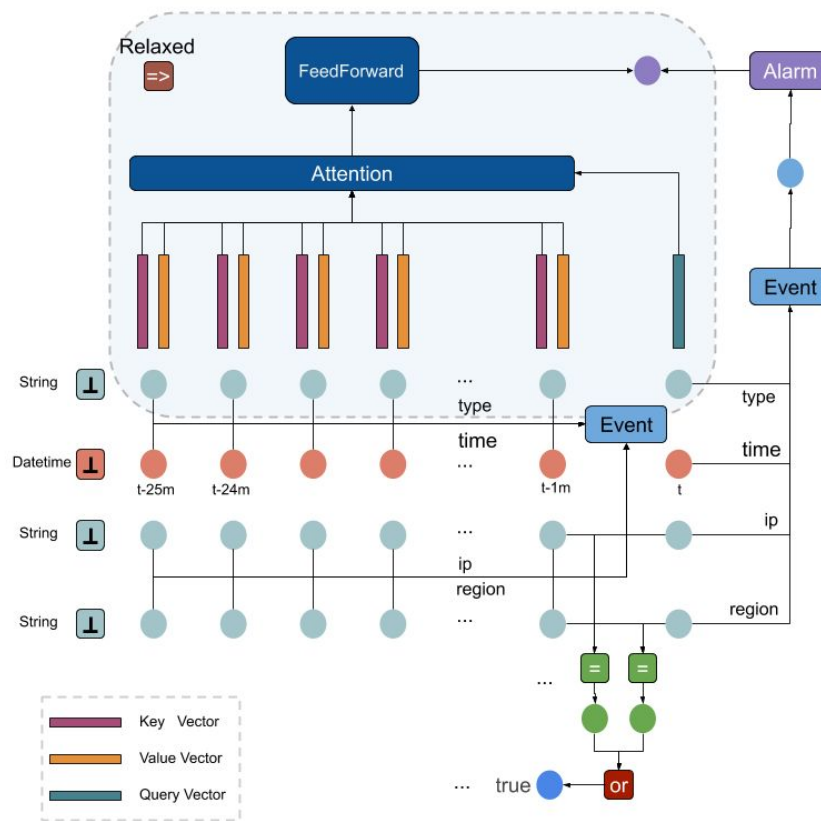 Relaxed
=>
FeedForward
Alarm
Attention
Event
String
⊥
...
type
type
Event
time
time
Datetime
⊥
...
t-25m
t-24m
t-1m
t
String
⊥
...
ip
ip
region
region
String
⊥
...
...
=
=
Key Vector
Value Vector
Query Vector
... true
or